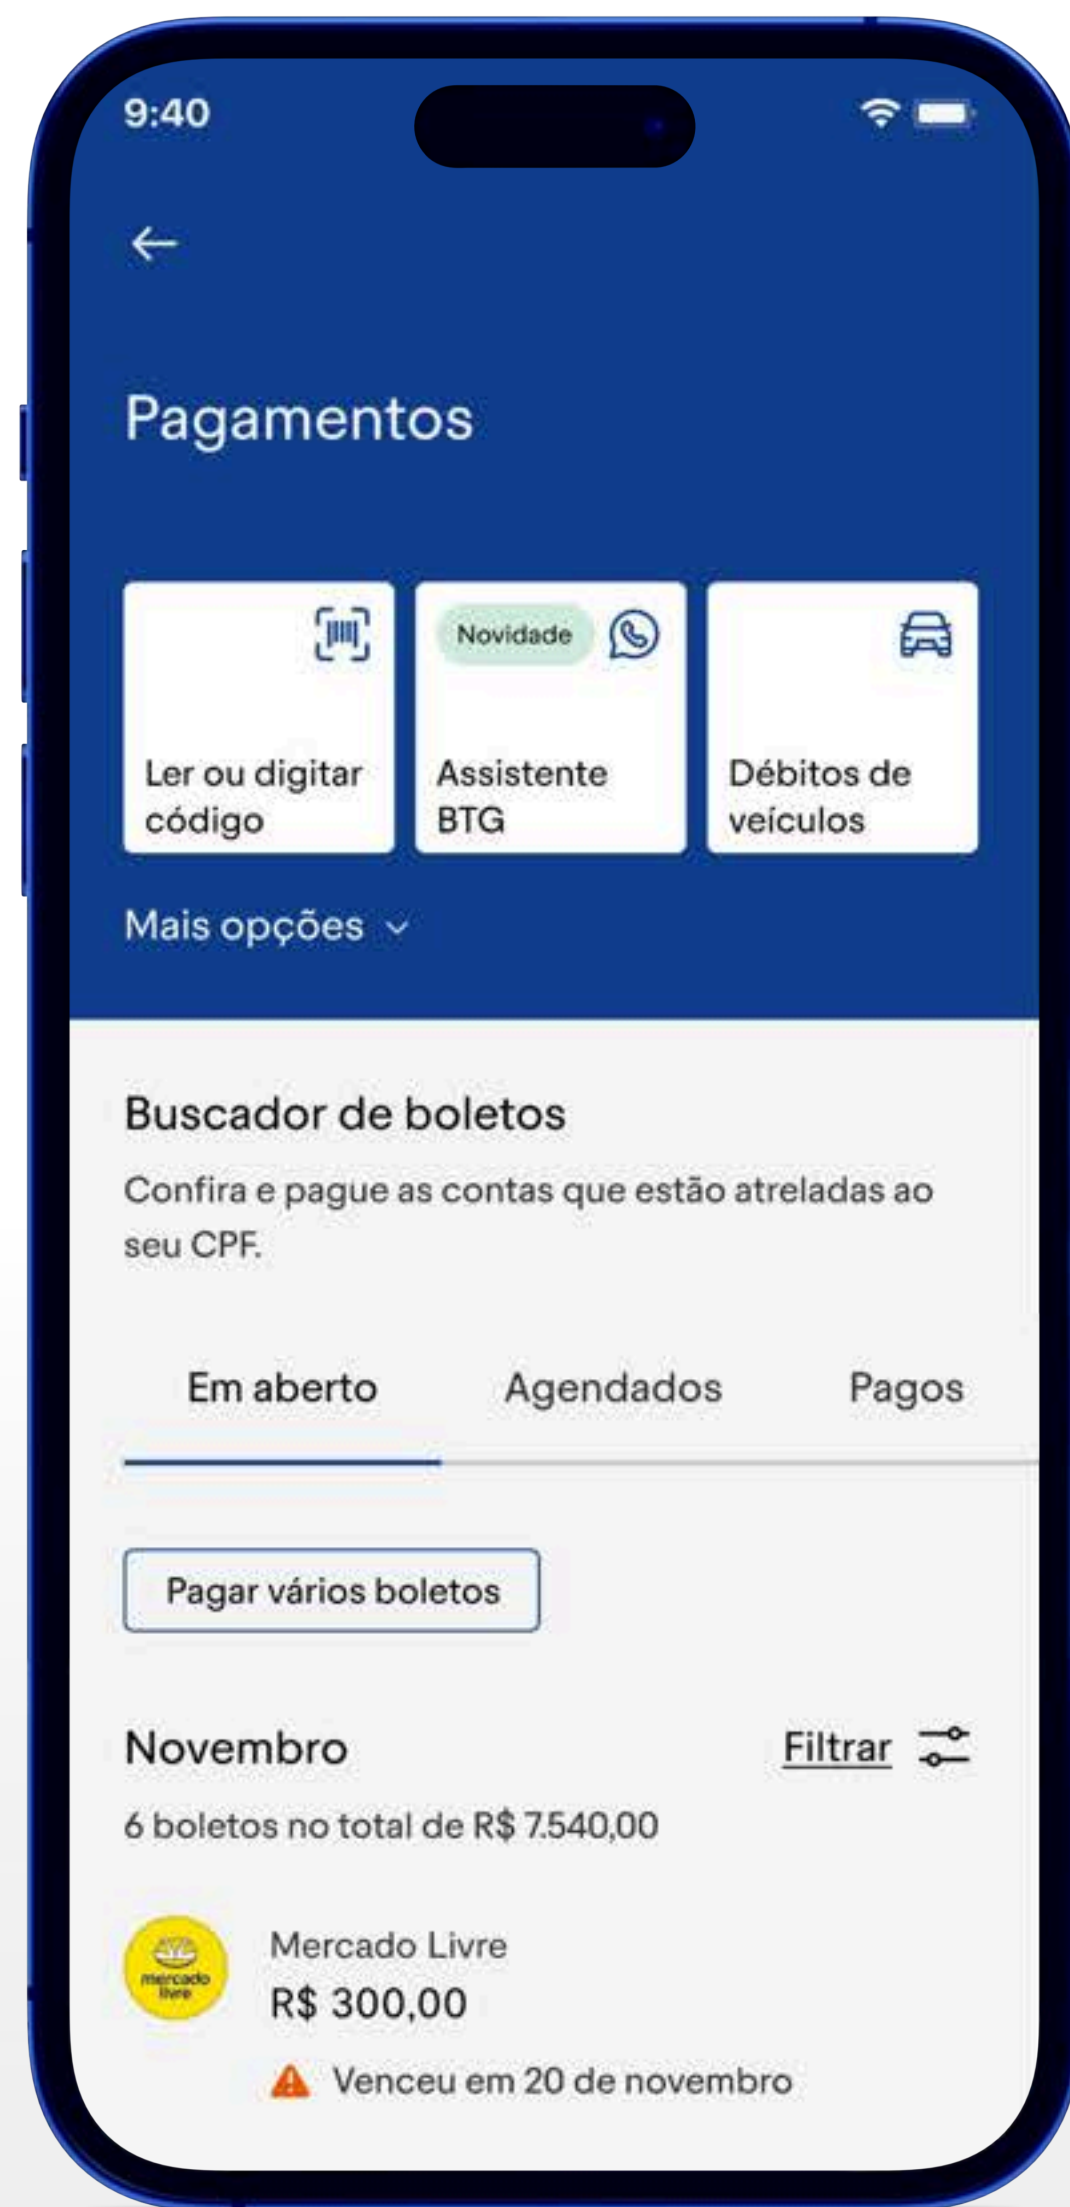 9:40
Pagamentos
Novidade
Ler ou digitar
código
Assistente
BTG
Débitos de
veículos
Mais opções
Buscador de boletos
Confira e pague as contas que estão atreladas ao
seu CPF.
Em aberto
Agendados
Pagos
Pagar vários boletos
Novembro
Filtrar
6 boletos no total de R$ 7.540,00
mercado
livre
Mercado Livre
R$ 300,00
Venceu em 20 de novembro